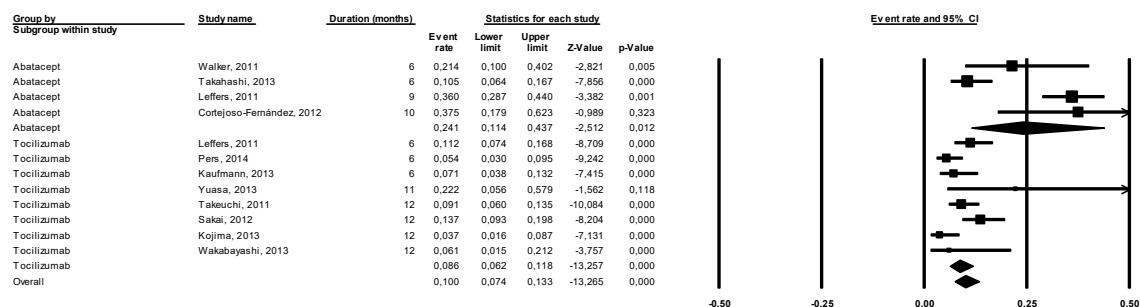 Group by Study name Duration (months) Statistics for each study Event rate and 95% CI
Subgroup within study
Event rate Lower limit Upper limit Z-Value p-Value
Abatacept Walker, 2011 6 0,214 0,100 0,402 -2,821 0,005
Abatacept Takahashi, 2013 6 0,105 0,064 0,167 -7,856 0,000
Abatacept Leffers, 2011 9 0,360 0,287 0,440 -3,382 0,001
Abatacept Cortejoso-Fernández, 2012 10 0,375 0,179 0,623 -0,989 0,323
Abatacept 0,241 0,114 0,437 -2,512 0,012
Tocilizumab Leffers, 2011 6 0,112 0,074 0,168 -8,709 0,000
Tocilizumab Pers, 2014 6 0,054 0,030 0,095 -9,242 0,000
Tocilizumab Kaufmann, 2013 6 0,071 0,038 0,132 -7,415 0,000
Tocilizumab Yuasa, 2013 11 0,222 0,056 0,579 -1,562 0,118
Tocilizumab Takeuchi, 2011 12 0,091 0,060 0,135 -10,084 0,000
Tocilizumab Sakai, 2012 12 0,137 0,093 0,198 -8,204 0,000
Tocilizumab Kojima, 2013 12 0,037 0,016 0,087 -7,131 0,000
Tocilizumab Wakabayashi, 2013 12 0,061 0,015 0,212 -3,757 0,000
Tocilizumab 0,086 0,062 0,118 -13,257 0,000
Overall 0,100 0,074 0,133 -13,265 0,000
-0.50 -0.25 0.00 0.25 0.50